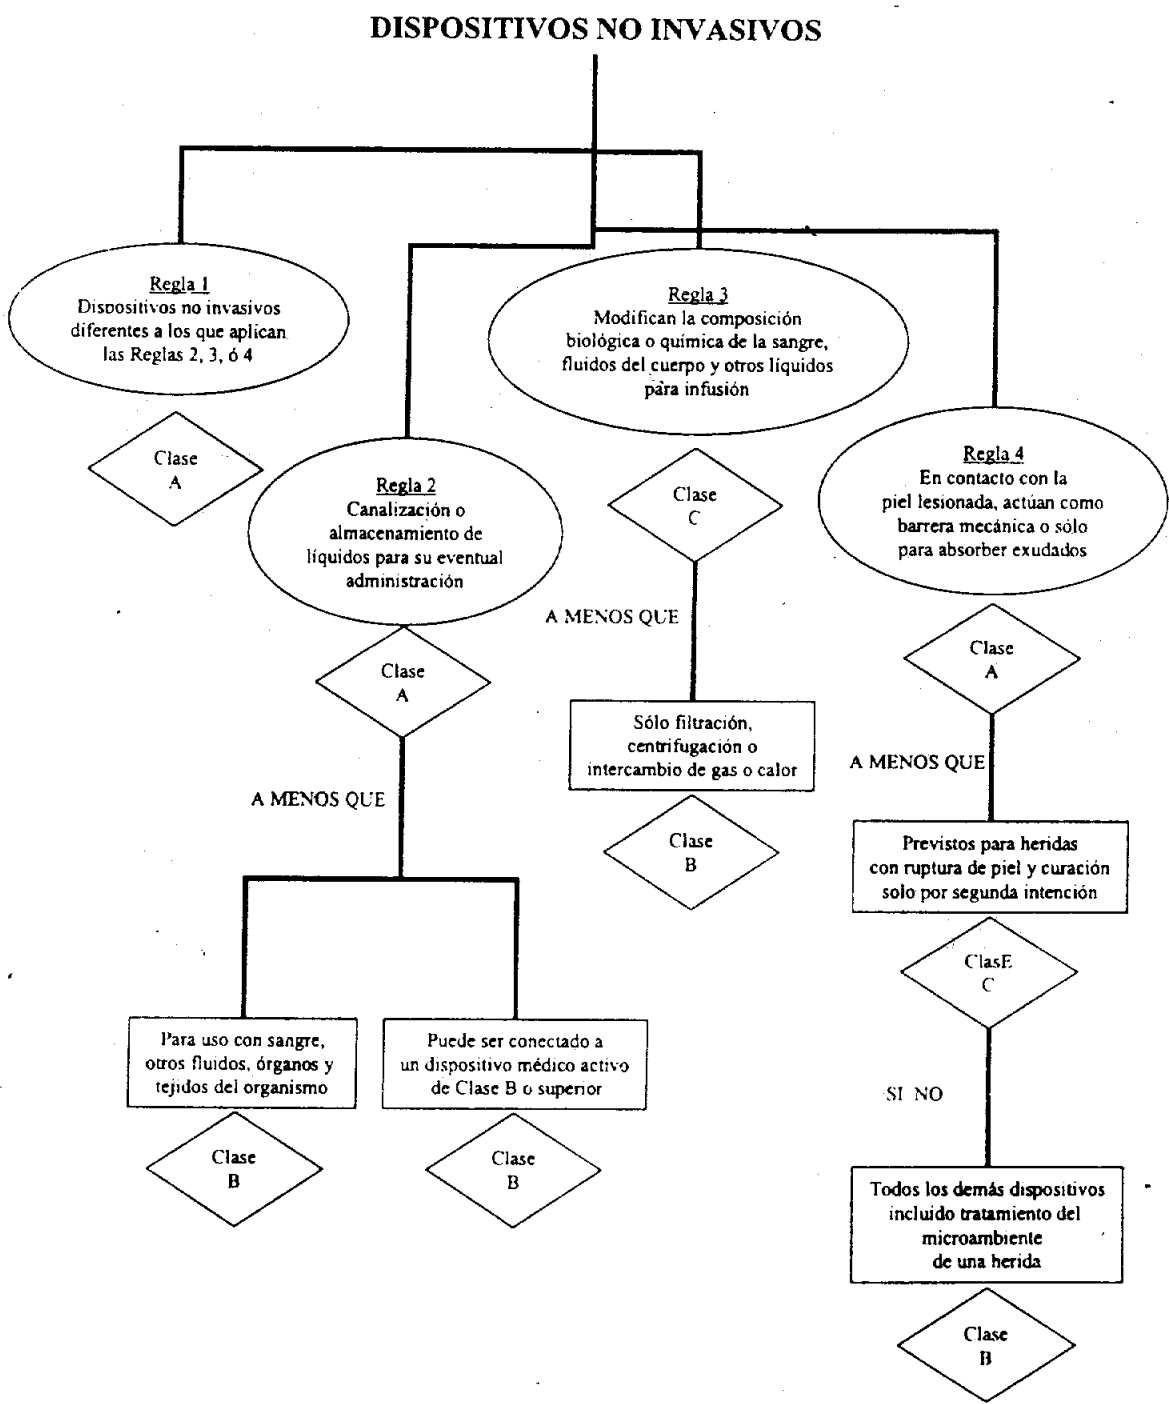 DISPOSITIVOS NO INVASIVOS
Regla 1
Dispositivos no invasivos
diferentes a los que aplican
las Reglas 2, 3, ó 4
Clase
A
Regla 2
Canalización o
almacenamiento de
líquidos para su eventual
administración
Clase
A
A MENOS QUE
Para uso con sangre,
otros fluidos, órganos y
tejidos del organismo
Clase
B
Puede ser conectado a
un dispositivo médico activo
de Clase B o superior
Clase
B
Regla 3
Modifican la composición
biológica o química de la sangre,
fluidos del cuerpo y otros líquidos
para infusión
Clase
C
A MENOS QUE
Sólo filtración,
centrifugación o
intercambio de gas o calor
Clase
B
Regla 4
En contacto con la
piel lesionada, actúan como
barrera mecánica o sólo
para absorber exudados
Clase
A
A MENOS QUE
Previstos para heridas
con ruptura de piel y curación
solo por segunda intención
ClasE
C
SI NO
Todos los demás dispositivos
incluido tratamiento del
microambiente
de una herida
Clase
B